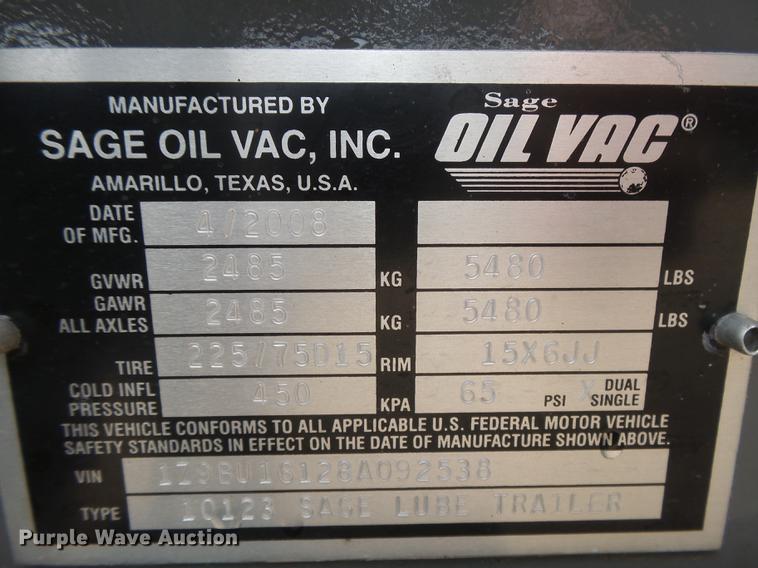 MANUFACTURED BY
SAGE OIL VAC, INC.
AMARILLO, TEXAS, U.S.A.
Sage
OIL VAC®
DATE OF MFG. 4/2008
GVWR 2485 KG 5480 LBS
GAWR ALL AXLES 2485 KG 5480 LBS
TIRE 225/75D15 RIM 15X6JJ
COLD INFL PRESSURE 450 KPA 65 PSI X DUAL SINGLE
THIS VEHICLE CONFORMS TO ALL APPLICABLE U.S. FEDERAL MOTOR VEHICLE
SAFETY STANDARDS IN EFFECT ON THE DATE OF MANUFACTURE SHOWN ABOVE.
VIN 1Z9BU16128A092538
TYPE 10123 SAGE LUBE TRAILER
Purple Wave Auction